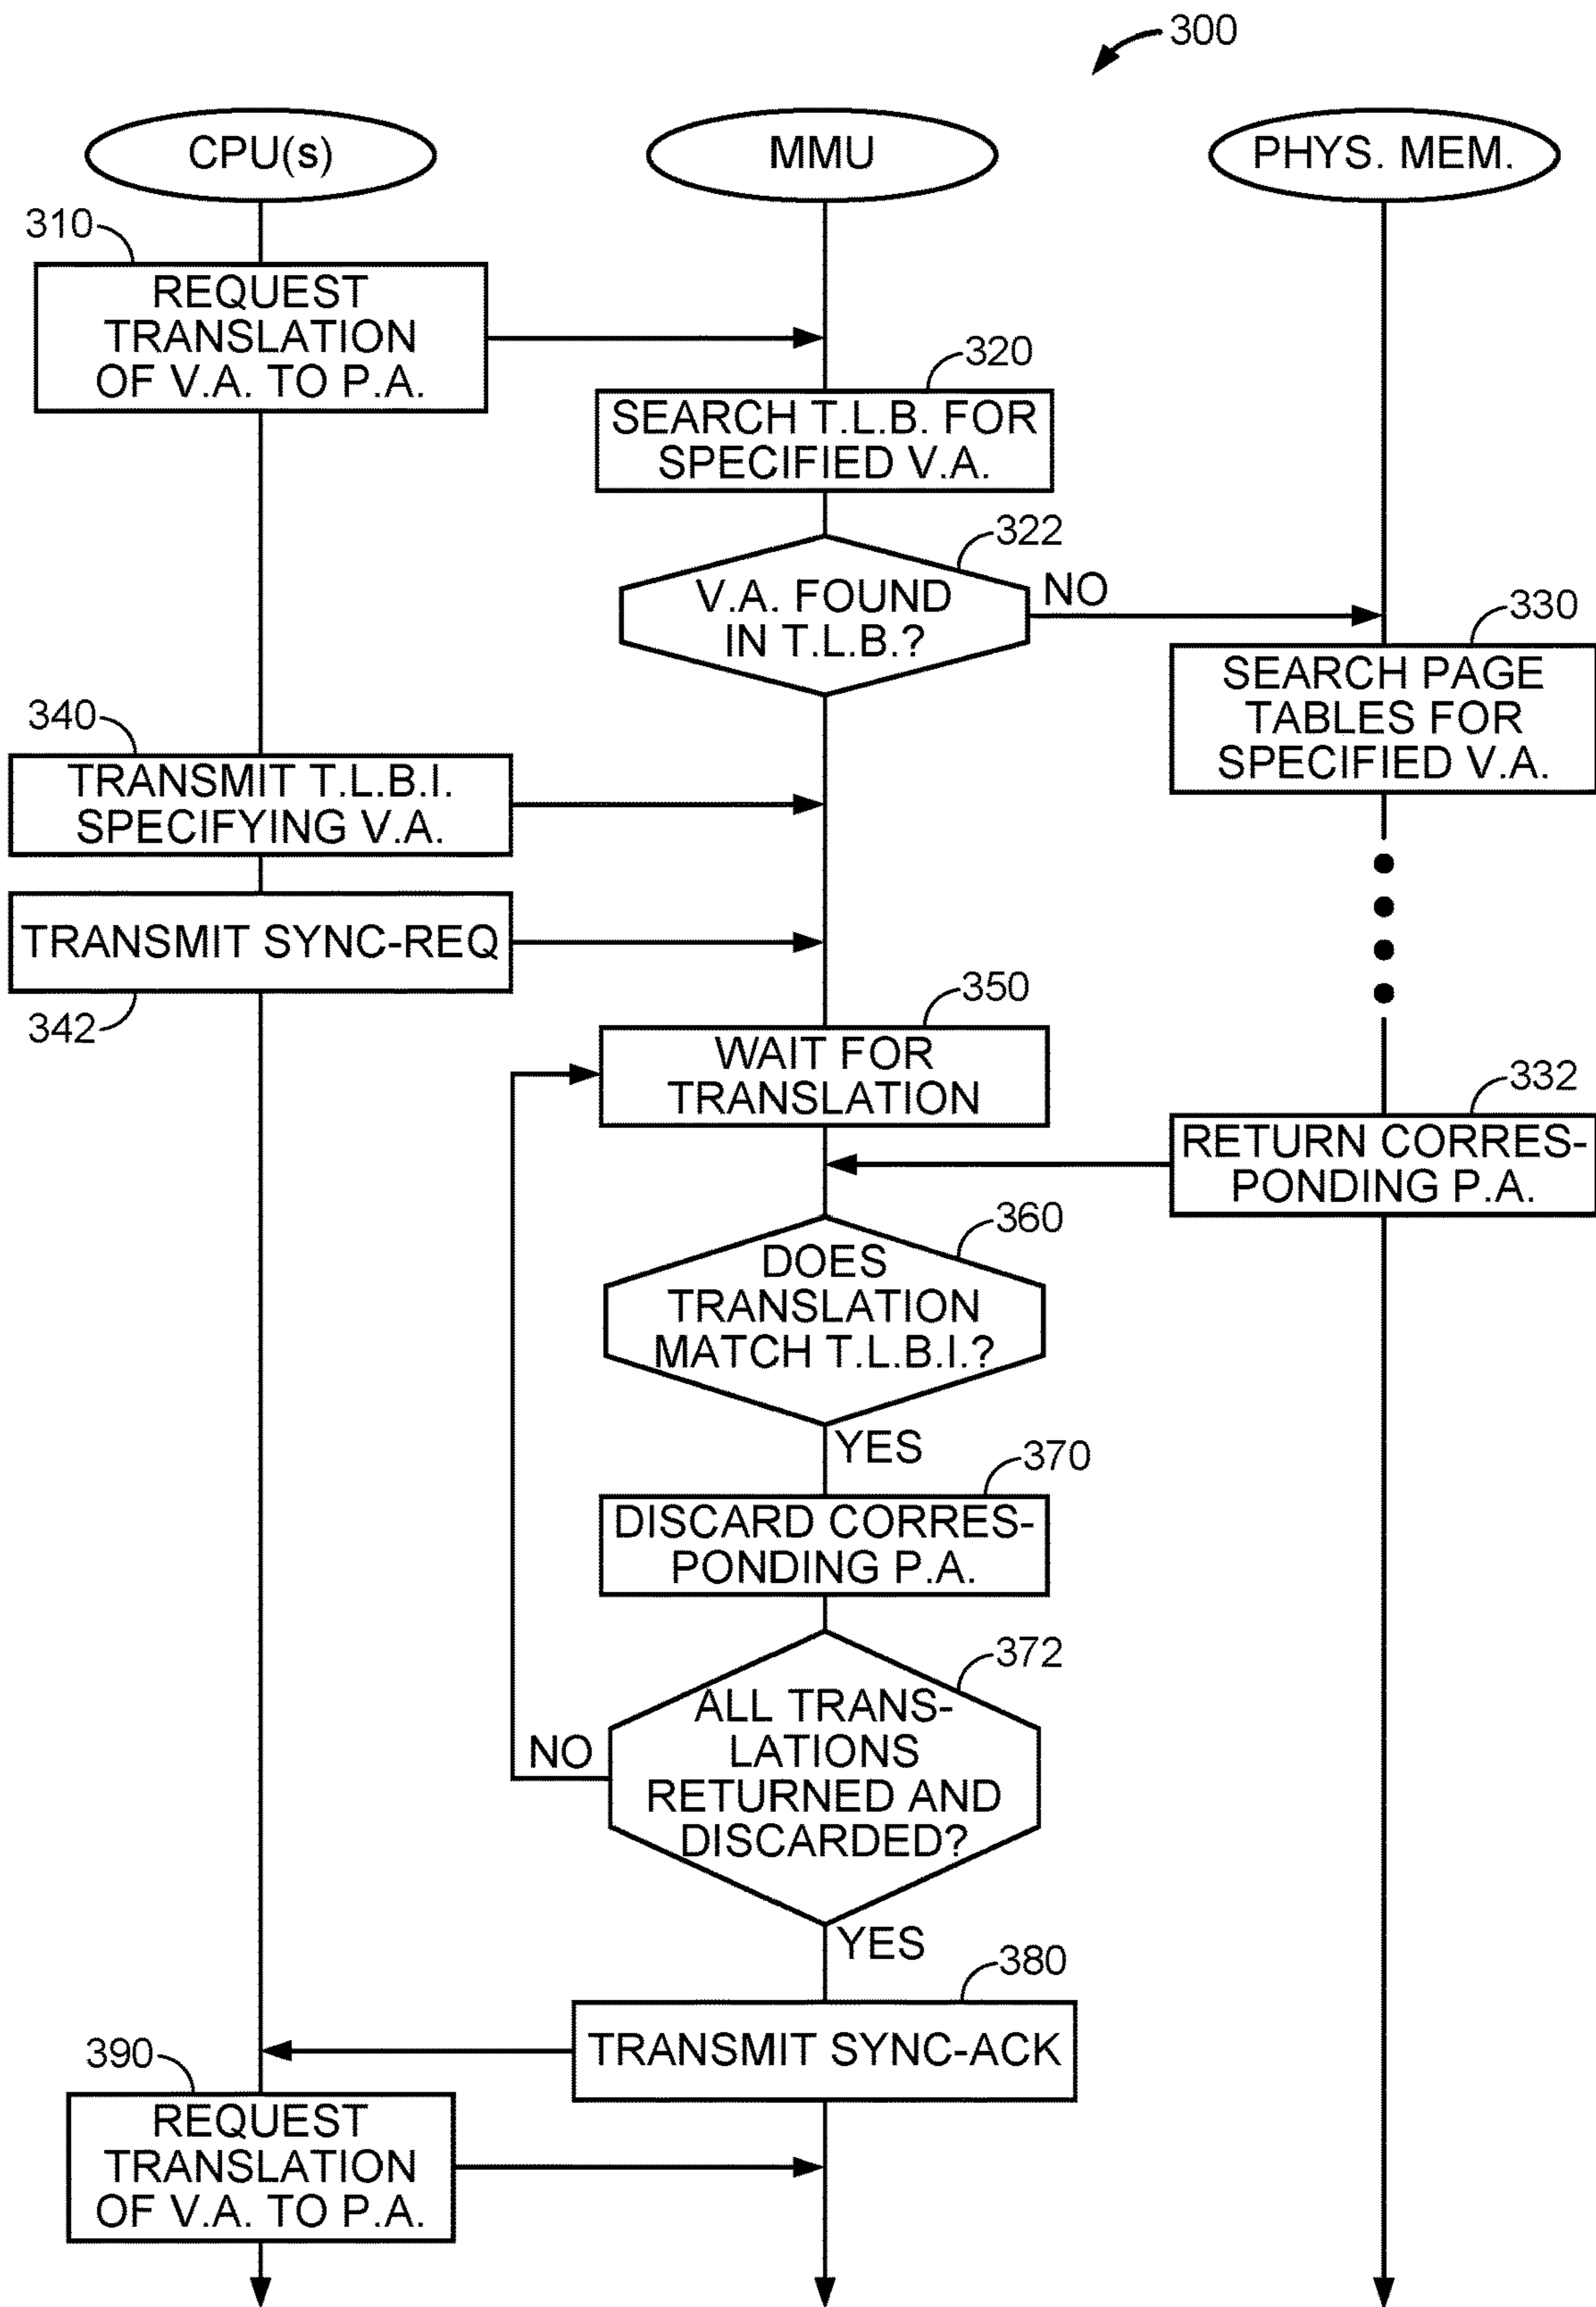 300
CPU(s)
MMU
PHYS. MEM.
310
REQUEST
TRANSLATION
OF V.A. TO P.A.
320
SEARCH T.L.B. FOR
SPECIFIED V.A.
322
V.A. FOUND
IN T.L.B.?
NO
330
SEARCH PAGE
TABLES FOR
SPECIFIED V.A.
340
TRANSMIT T.L.B.I.
SPECIFYING V.A.
TRANSMIT SYNC-REQ
342
350
WAIT FOR
TRANSLATION
332
RETURN CORRES-
PONDING P.A.
360
DOES
TRANSLATION
MATCH T.L.B.I.?
YES
370
DISCARD CORRES-
PONDING P.A.
372
ALL TRANS-
LATIONS
RETURNED AND
DISCARDED?
NO
YES
380
TRANSMIT SYNC-ACK
390
REQUEST
TRANSLATION
OF V.A. TO P.A.